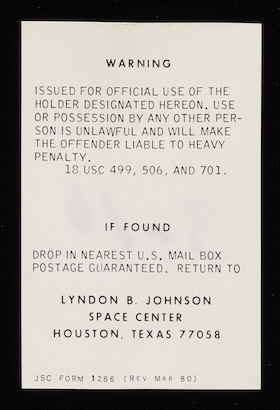 WARNING
ISSUED FOR OFFICIAL USE OF THE
HOLDER DESIGNATED HEREON. USE
OR POSSESSION BY ANY OTHER PER-
SON IS UNLAWFUL AND WILL MAKE
THE OFFENDER LIABLE TO HEAVY
PENALTY.
18 USC 499, 506, AND 701.
IF FOUND
DROP IN NEAREST U.S. MAIL BOX
POSTAGE GUARANTEED. RETURN TO
LYNDON B. JOHNSON
SPACE CENTER
HOUSTON, TEXAS 77058
JSC FORM 1286 (REV MAR 80)